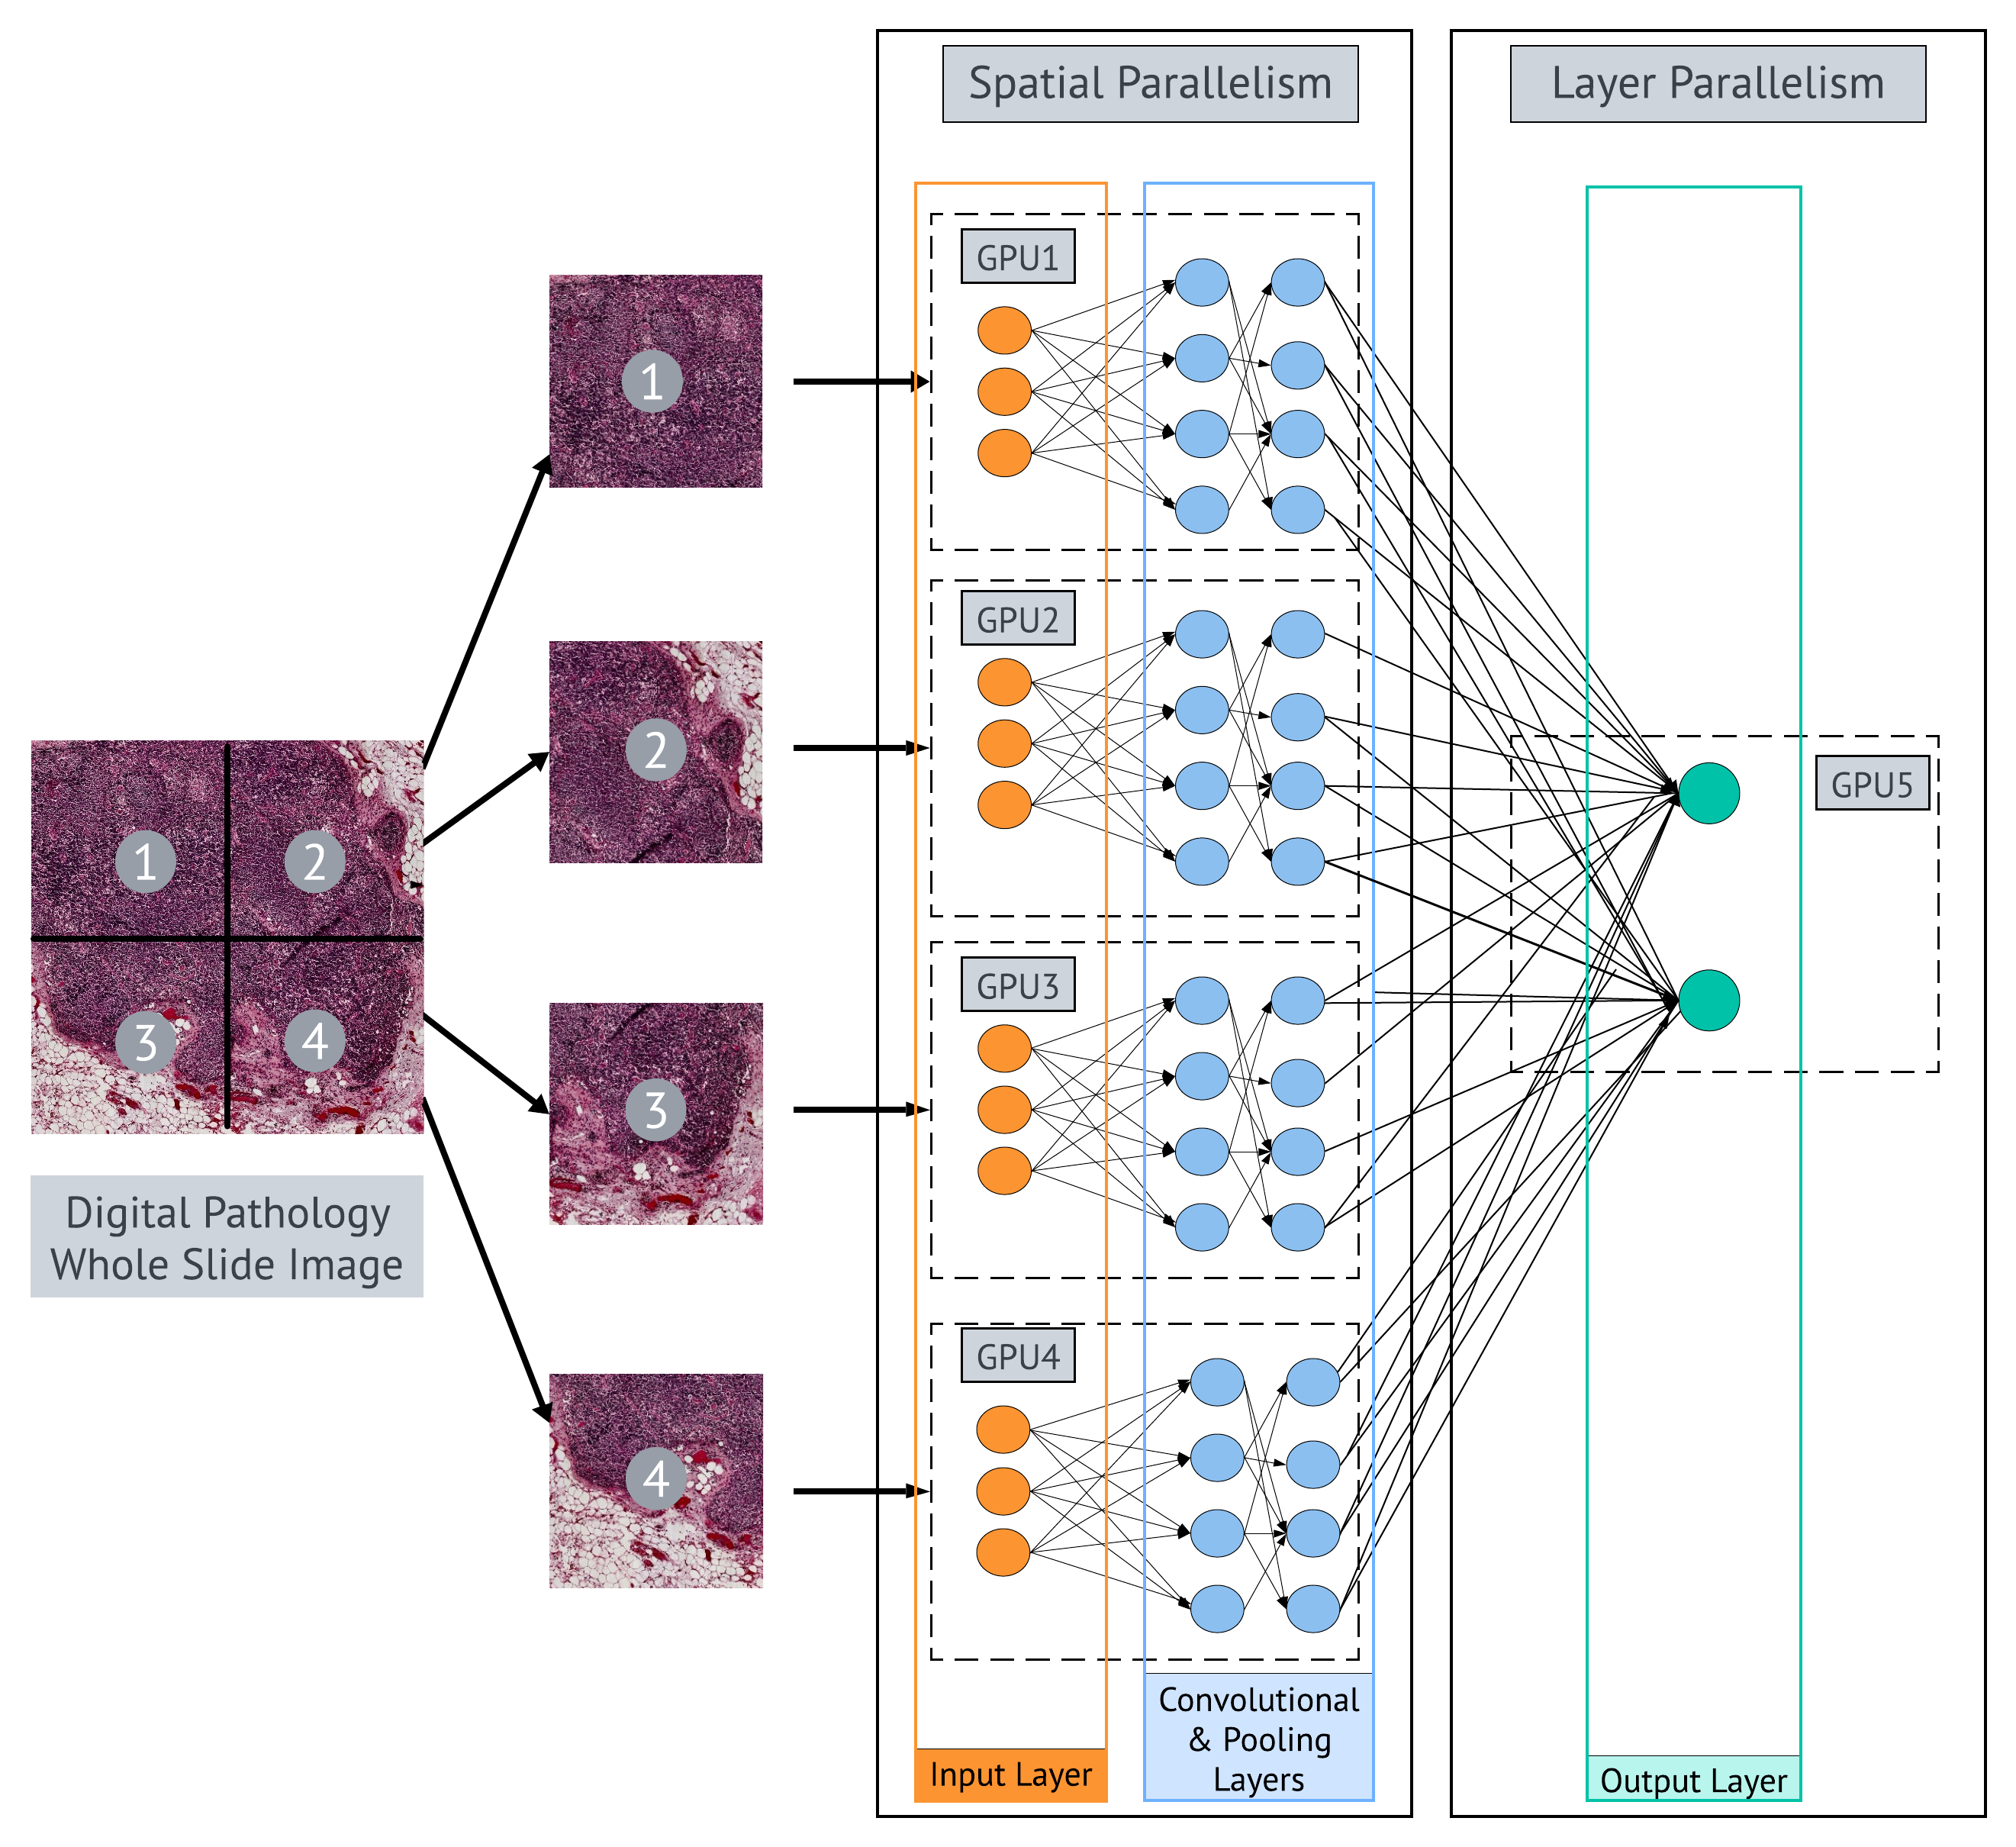 Spatial Parallelism
Layer Parallelism
GPU1
1
GPU2
2
GPU5
1
2
3
4
GPU3
3
Digital Pathology
Whole Slide Image
GPU4
4
Convolutional
& Pooling
Layers
Input Layer
Output Layer